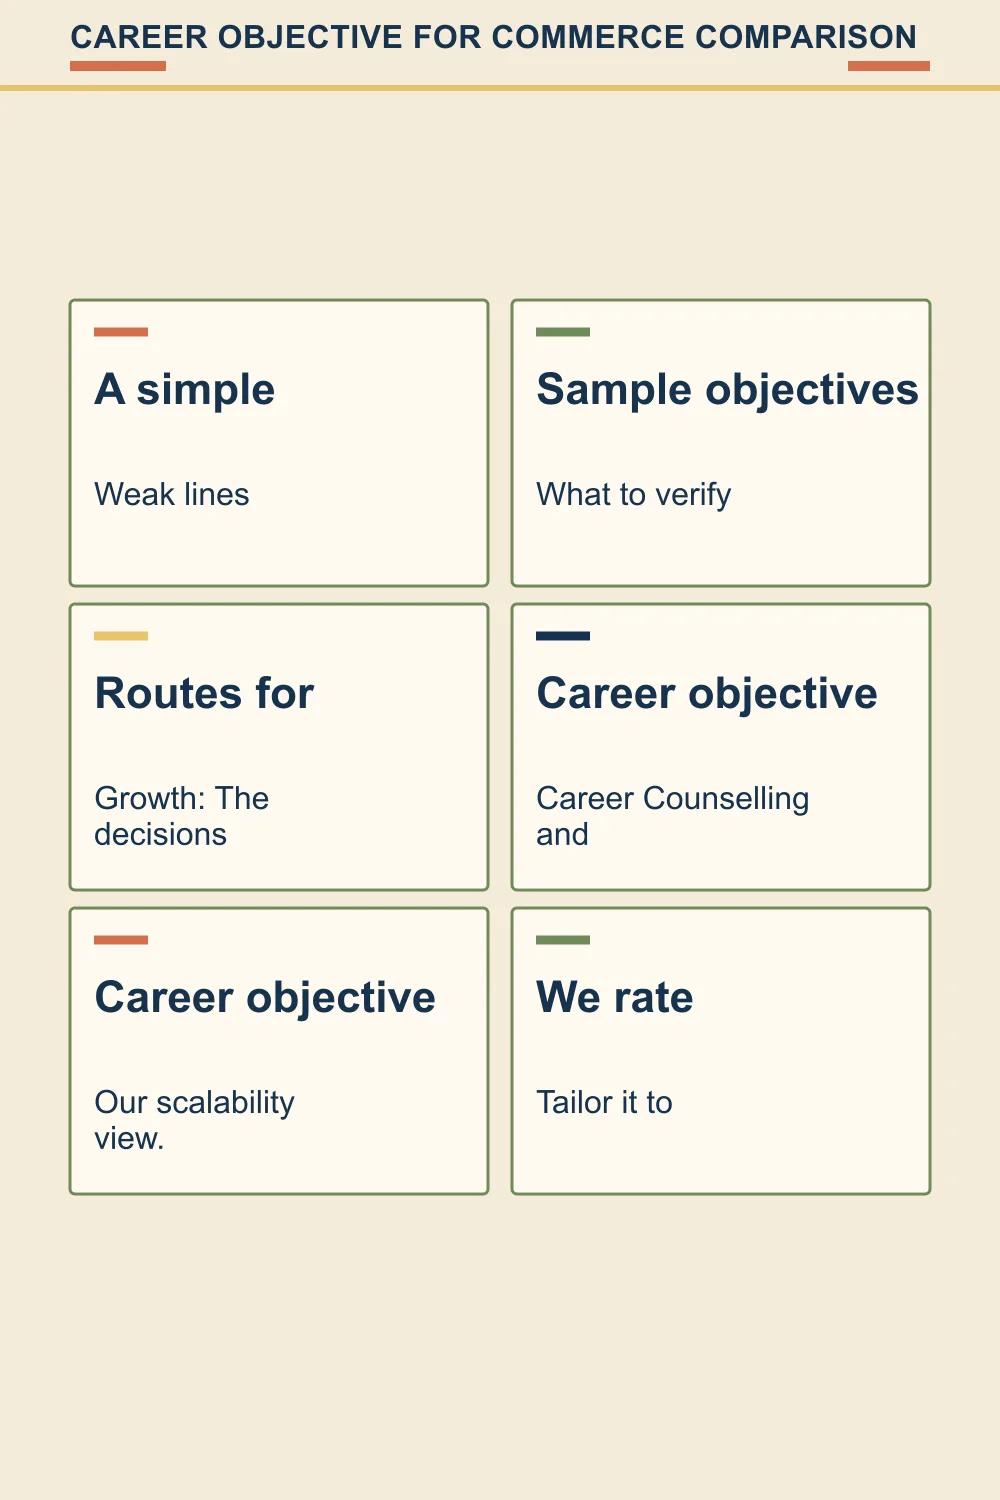 CAREER OBJECTIVE FOR COMMERCE COMPARISON
A simple
Weak lines
Sample objectives
What to verify
Routes for
Growth: The
decisions
Career objective
Career Counselling
and
Career objective
Our scalability
view.
We rate
Tailor it to